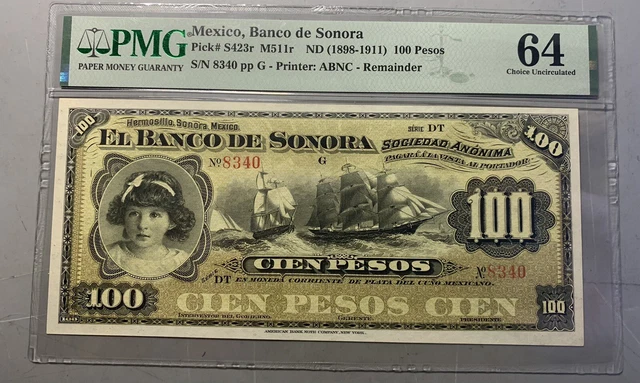 PMG
PAPER MONEY GUARANTY
Mexico, Banco de Sonora
Pick# S423r M511r ND (1898-1911) 100 Pesos
S/N 8340 pp G - Printer: ABNC - Remainder
64
Choice Uncirculated
100
Hermosillo, Sonora Mexico.
SÉRIE DT
100
EL BANCO DE SONORA
SOCIEDAD ANÓNIMA
PAGARÁ Á LA VISTA AL PORTADOR
Nº 8340
G
100
CIEN PESOS
Nº 8340
SÉRIE DT
EN MONEDA CORRIENTE DE PLATA DEL CUÑO MEXICANO.
100
CIEN PESOS CIEN
100
INTERVENTOR DEL GOBIERNO.
GERENTE.
PRESIDENTE.
AMERICAN BANK NOTE COMPANY, NEW YORK.